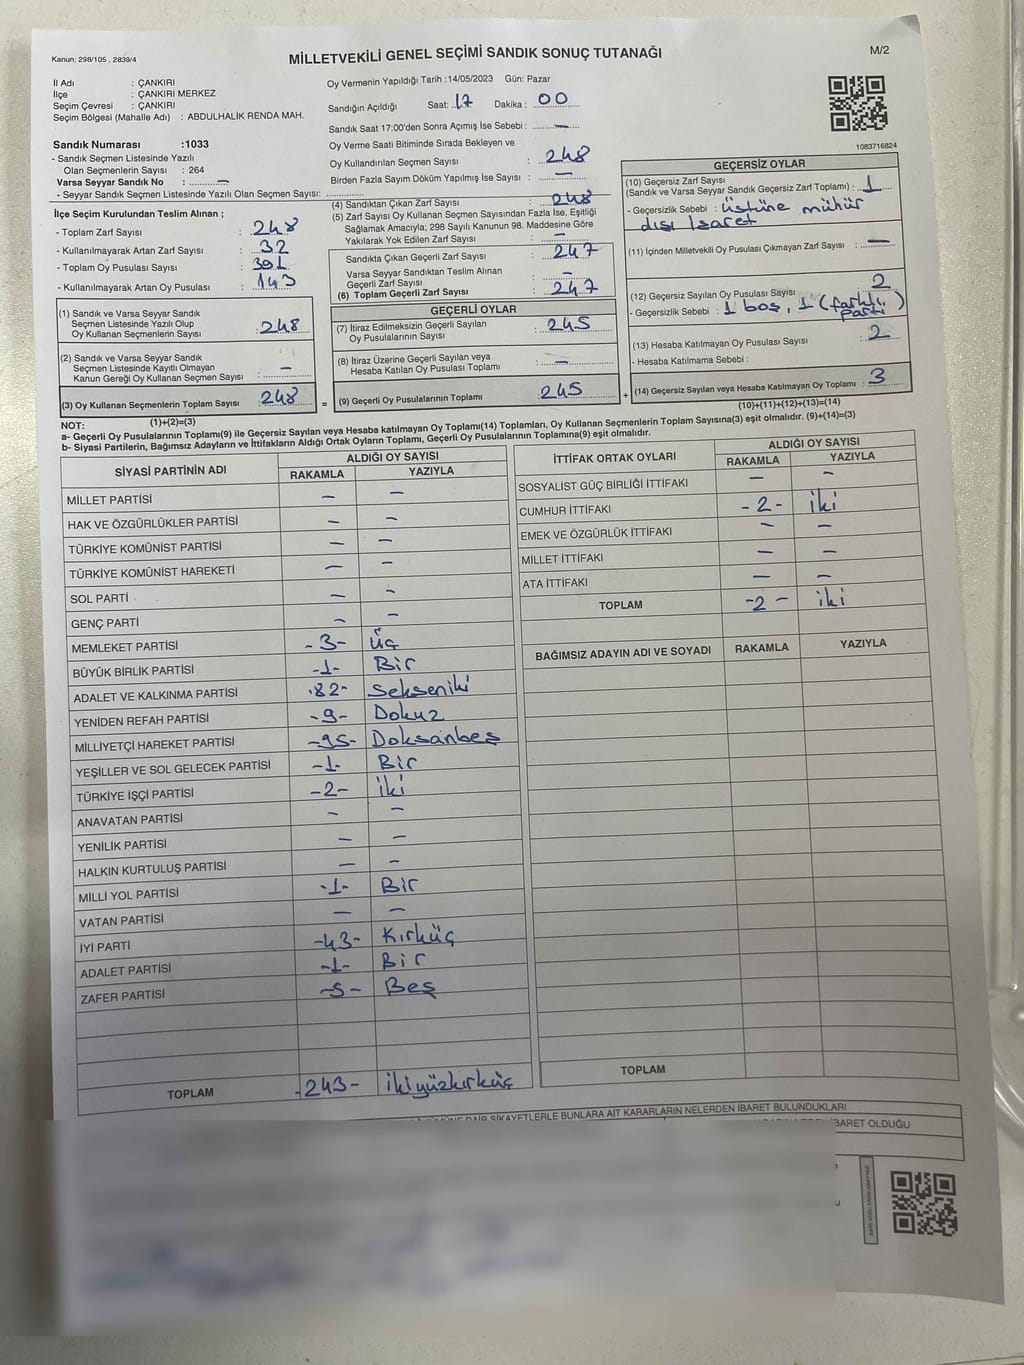 Kanun: 298/105 , 2839/4
MİLLETVEKİLİ GENEL SEÇİMİ SANDIK SONUÇ TUTANAĞI
M/2
İl Adı : ÇANKIRI
İlçe : ÇANKIRI MERKEZ
Seçim Çevresi : ÇANKIRI
Seçim Bölgesi (Mahalle Adı) : ABDULHALİK RENDA MAH.
Sandık Numarası :1033
- Sandık Seçmen Listesinde Yazılı
Olan Seçmenlerin Sayısı : 264
Varsa Seyyar Sandık No : –
- Seyyar Sandık Seçmen Listesinde Yazılı Olan Seçmen Sayısı:
Oy Vermenin Yapıldığı Tarih :14/05/2023 Gün: Pazar
Sandığın Açıldığı Saat: 17 Dakika : 00
Sandık Saat 17:00'den Sonra Açılmış İse Sebebi : –
Oy Verme Saati Bitiminde Sırada Bekleyen ve
Oy Kullandırılan Seçmen Sayısı : 248
Birden Fazla Sayım Döküm Yapılmış İse Sayısı : –
1083716824
İlçe Seçim Kurulundan Teslim Alınan ;
- Toplam Zarf Sayısı : 248
- Kullanılmayarak Artan Zarf Sayısı : 32
- Toplam Oy Pusulası Sayısı : 391
- Kullanılmayarak Artan Oy Pusulası : 143
(4) Sandıktan Çıkan Zarf Sayısı : 248
(5) Zarf Sayısı Oy Kullanan Seçmen Sayısından Fazla İse, Eşitliği
Sağlamak Amacıyla; 298 Sayılı Kanunun 98. Maddesine Göre
Yakılarak Yok Edilen Zarf Sayısı : –
Sandıkta Çıkan Geçerli Zarf Sayısı : 247
Varsa Seyyar Sandıktan Teslim Alınan
Geçerli Zarf Sayısı : –
(6) Toplam Geçerli Zarf Sayısı : 247
GEÇERSİZ OYLAR
(10) Geçersiz Zarf Sayısı
(Sandık ve Varsa Seyyar Sandık Geçersiz Zarf Toplamı) : 1
- Geçersizlik Sebebi : üstüne mühür
dışı İşaret
(11) İçinden Milletvekili Oy Pusulası Çıkmayan Zarf Sayısı : –
(12) Geçersiz Sayılan Oy Pusulası Sayısı : 2
- Geçersizlik Sebebi : 1 boş, 1 (farklı
parti)
(13) Hesaba Katılmayan Oy Pusulası Sayısı : 2
- Hesaba Katılmama Sebebi :
(14) Geçersiz Sayılan veya Hesaba Katılmayan Oy Toplamı : 3
(10)+(11)+(12)+(13)=(14)
(1) Sandık ve Varsa Seyyar Sandık
Seçmen Listesinde Yazılı Olup
Oy Kullanan Seçmenlerin Sayısı : 248
(2) Sandık ve Varsa Seyyar Sandık
Seçmen Listesinde Kayıtlı Olmayan
Kanun Gereği Oy Kullanan Seçmen Sayısı : –
(3) Oy Kullanan Seçmenlerin Toplam Sayısı : 248
(1)+(2)=(3)
GEÇERLİ OYLAR
(7) İtiraz Edilmeksizin Geçerli Sayılan
Oy Pusulalarının Sayısı : 245
(8) İtiraz Üzerine Geçerli Sayılan veya
Hesaba Katılan Oy Pusulası Toplamı : –
= (9) Geçerli Oy Pusulalarının Toplamı : 245 +
NOT:
a- Geçerli Oy Pusulalarının Toplamı(9) ile Geçersiz Sayılan veya Hesaba katılmayan Oy Toplamı(14) Toplamları, Oy Kullanan Seçmenlerin Toplam Sayısına(3) eşit olmalıdır. (9)+(14)=(3)
b- Siyasi Partilerin, Bağımsız Adayların ve İttifakların Aldığı Ortak Oyların Toplamı, Geçerli Oy Pusulalarının Toplamına(9) eşit olmalıdır.
SİYASİ PARTİNİN ADI
ALDIĞI OY SAYISI
RAKAMLA YAZIYLA
MİLLET PARTİSİ – –
HAK VE ÖZGÜRLÜKLER PARTİSİ – –
TÜRKİYE KOMÜNİST PARTİSİ – –
TÜRKİYE KOMÜNİST HAREKETİ – –
SOL PARTİ – –
GENÇ PARTİ – –
MEMLEKET PARTİSİ -3- Üç
BÜYÜK BİRLİK PARTİSİ -1- Bir
ADALET VE KALKINMA PARTİSİ -82- Sekseniki
YENİDEN REFAH PARTİSİ -9- Dokuz
MİLLİYETÇİ HAREKET PARTİSİ -95- Doksanbeş
YEŞİLLER VE SOL GELECEK PARTİSİ -1- Bir
TÜRKİYE İŞÇİ PARTİSİ -2- İki
ANAVATAN PARTİSİ – –
YENİLİK PARTİSİ – –
HALKIN KURTULUŞ PARTİSİ – –
MİLLİ YOL PARTİSİ -1- Bir
VATAN PARTİSİ – –
İYİ PARTİ -43- Kırküç
ADALET PARTİSİ -1- Bir
ZAFER PARTİSİ -5- Beş
TOPLAM -243- ikiyüzkırküç
İTTİFAK ORTAK OYLARI
ALDIĞI OY SAYISI
RAKAMLA YAZIYLA
SOSYALİST GÜÇ BİRLİĞİ İTTİFAKI – –
CUMHUR İTTİFAKI -2- iki
EMEK VE ÖZGÜRLÜK İTTİFAKI – –
MİLLET İTTİFAKI – –
ATA İTTİFAKI – –
TOPLAM -2- iki
BAĞIMSIZ ADAYIN ADI VE SOYADI RAKAMLA YAZIYLA
TOPLAM
DAİR ŞİKAYETLERLE BUNLARA AİT KARARLARIN NELERDEN İBARET BULUNDUKLARI
İBARET OLDUĞU